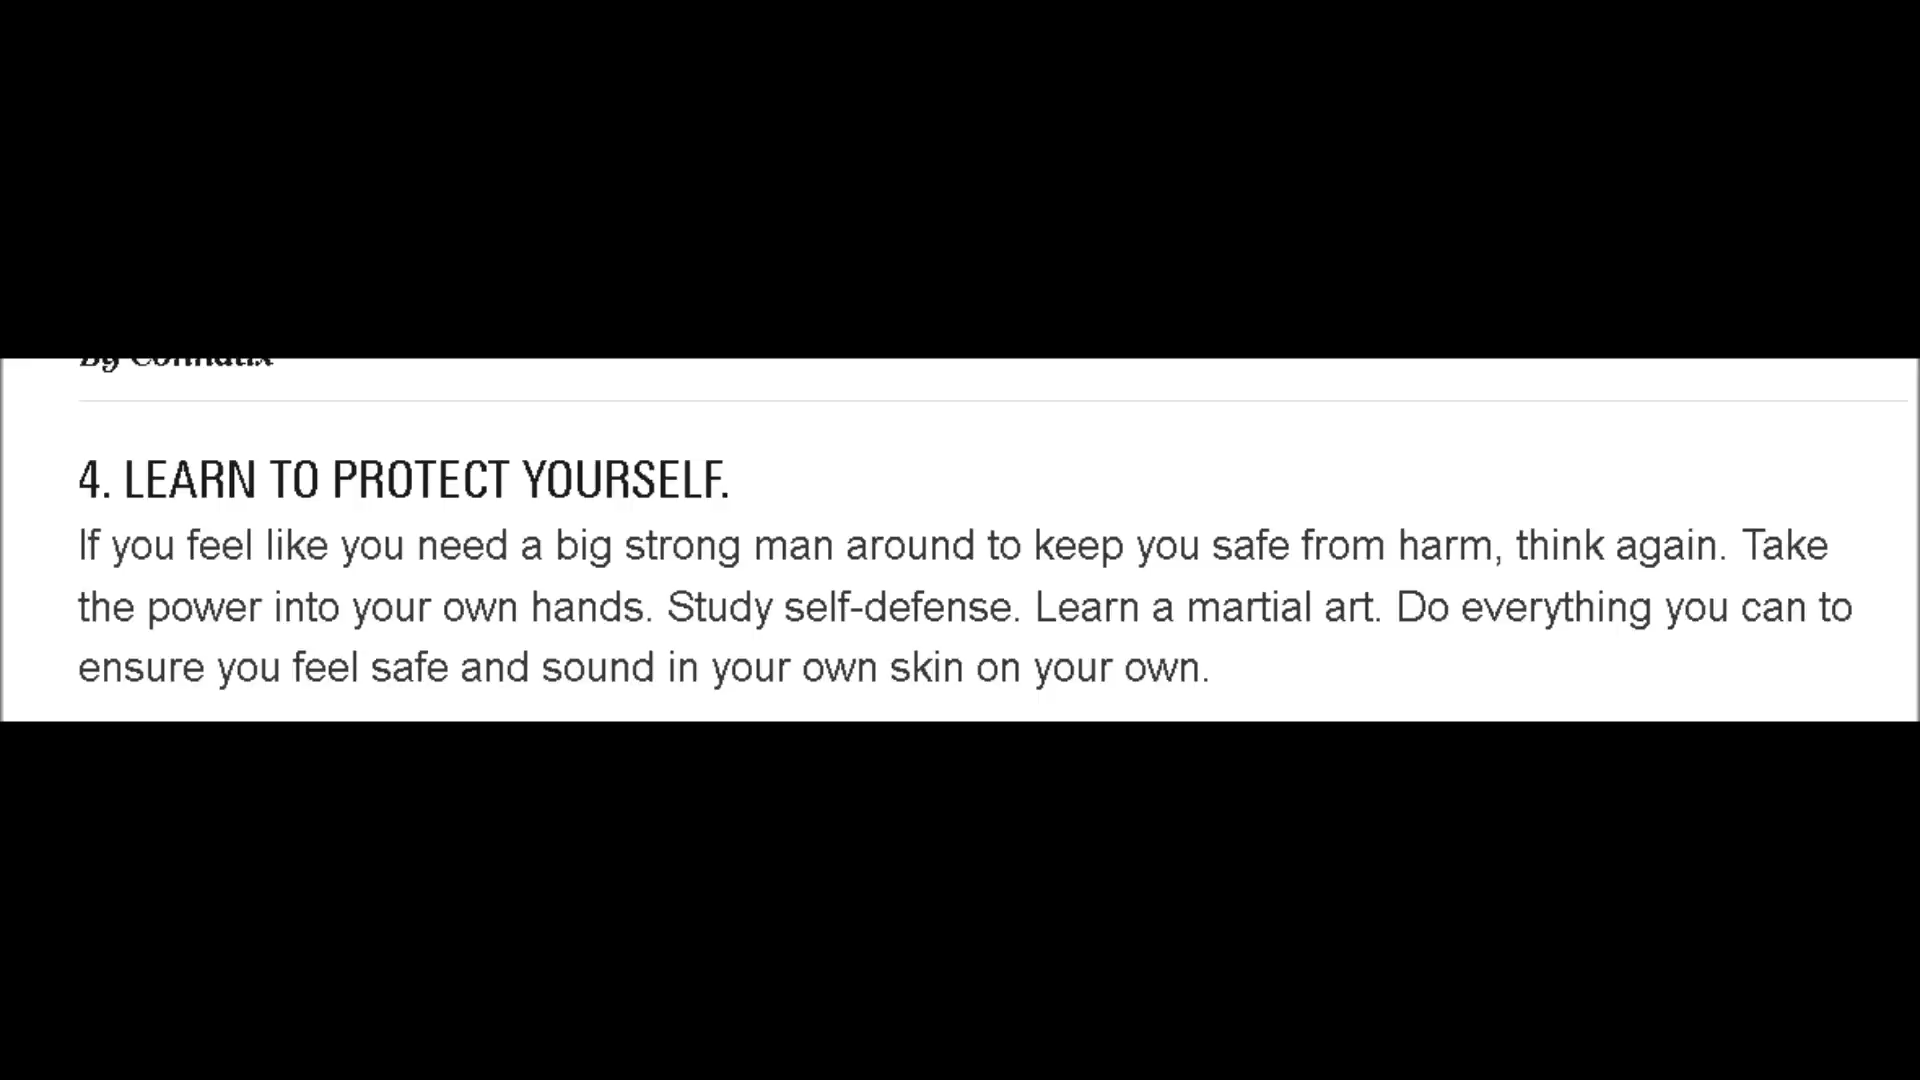 By Connatix
4. LEARN TO PROTECT YOURSELF.
If you feel like you need a big strong man around to keep you safe from harm, think again. Take
the power into your own hands. Study self-defense. Learn a martial art. Do everything you can to
ensure you feel safe and sound in your own skin on your own.